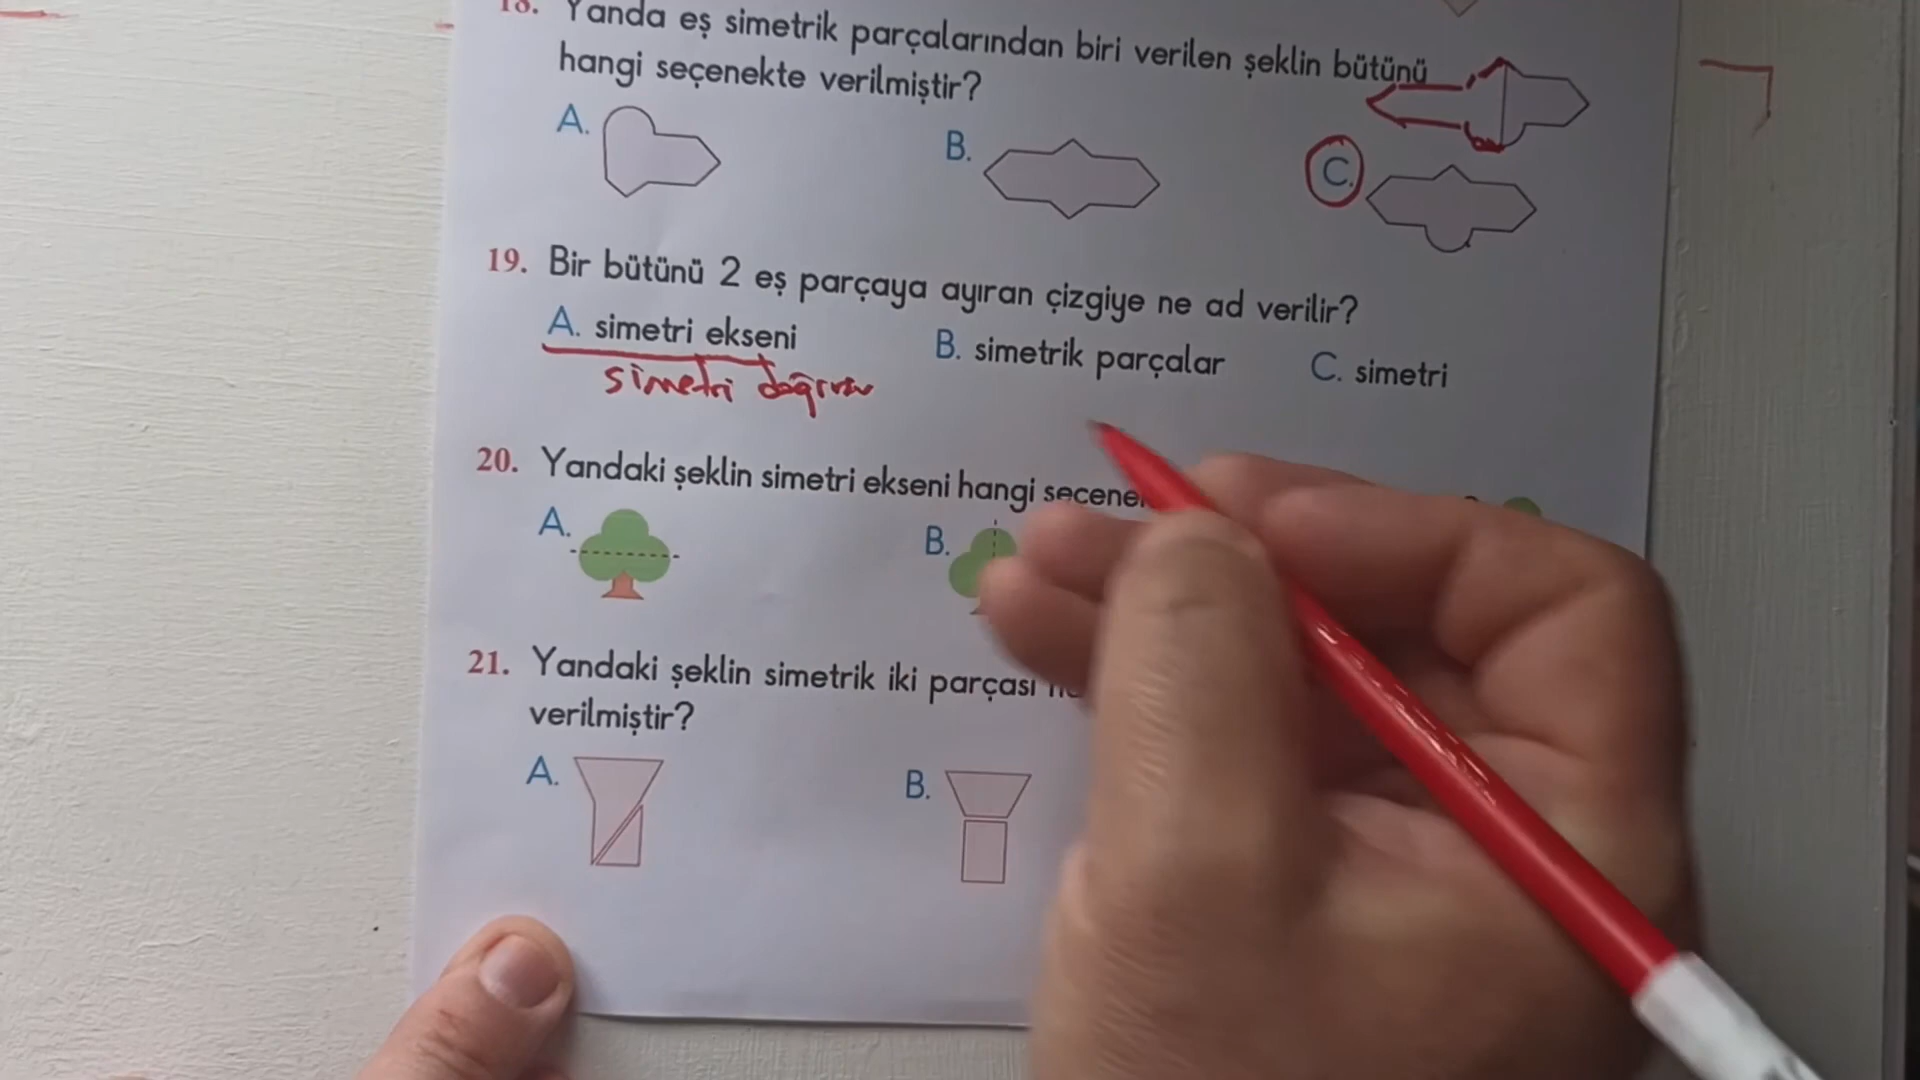 18. Yanda eş simetrik parçalarından biri verilen şeklin bütünü
hangi seçenekte verilmiştir?
A.
B.
C.
19. Bir bütünü 2 eş parçaya ayıran çizgiye ne ad verilir?
A. simetri ekseni
B. simetrik parçalar
C. simetri
simetri doğrusu
20. Yandaki şeklin simetri ekseni hangi
A.
B.
21. Yandaki şeklin simetrik iki parçası
verilmiştir?
A.
B.